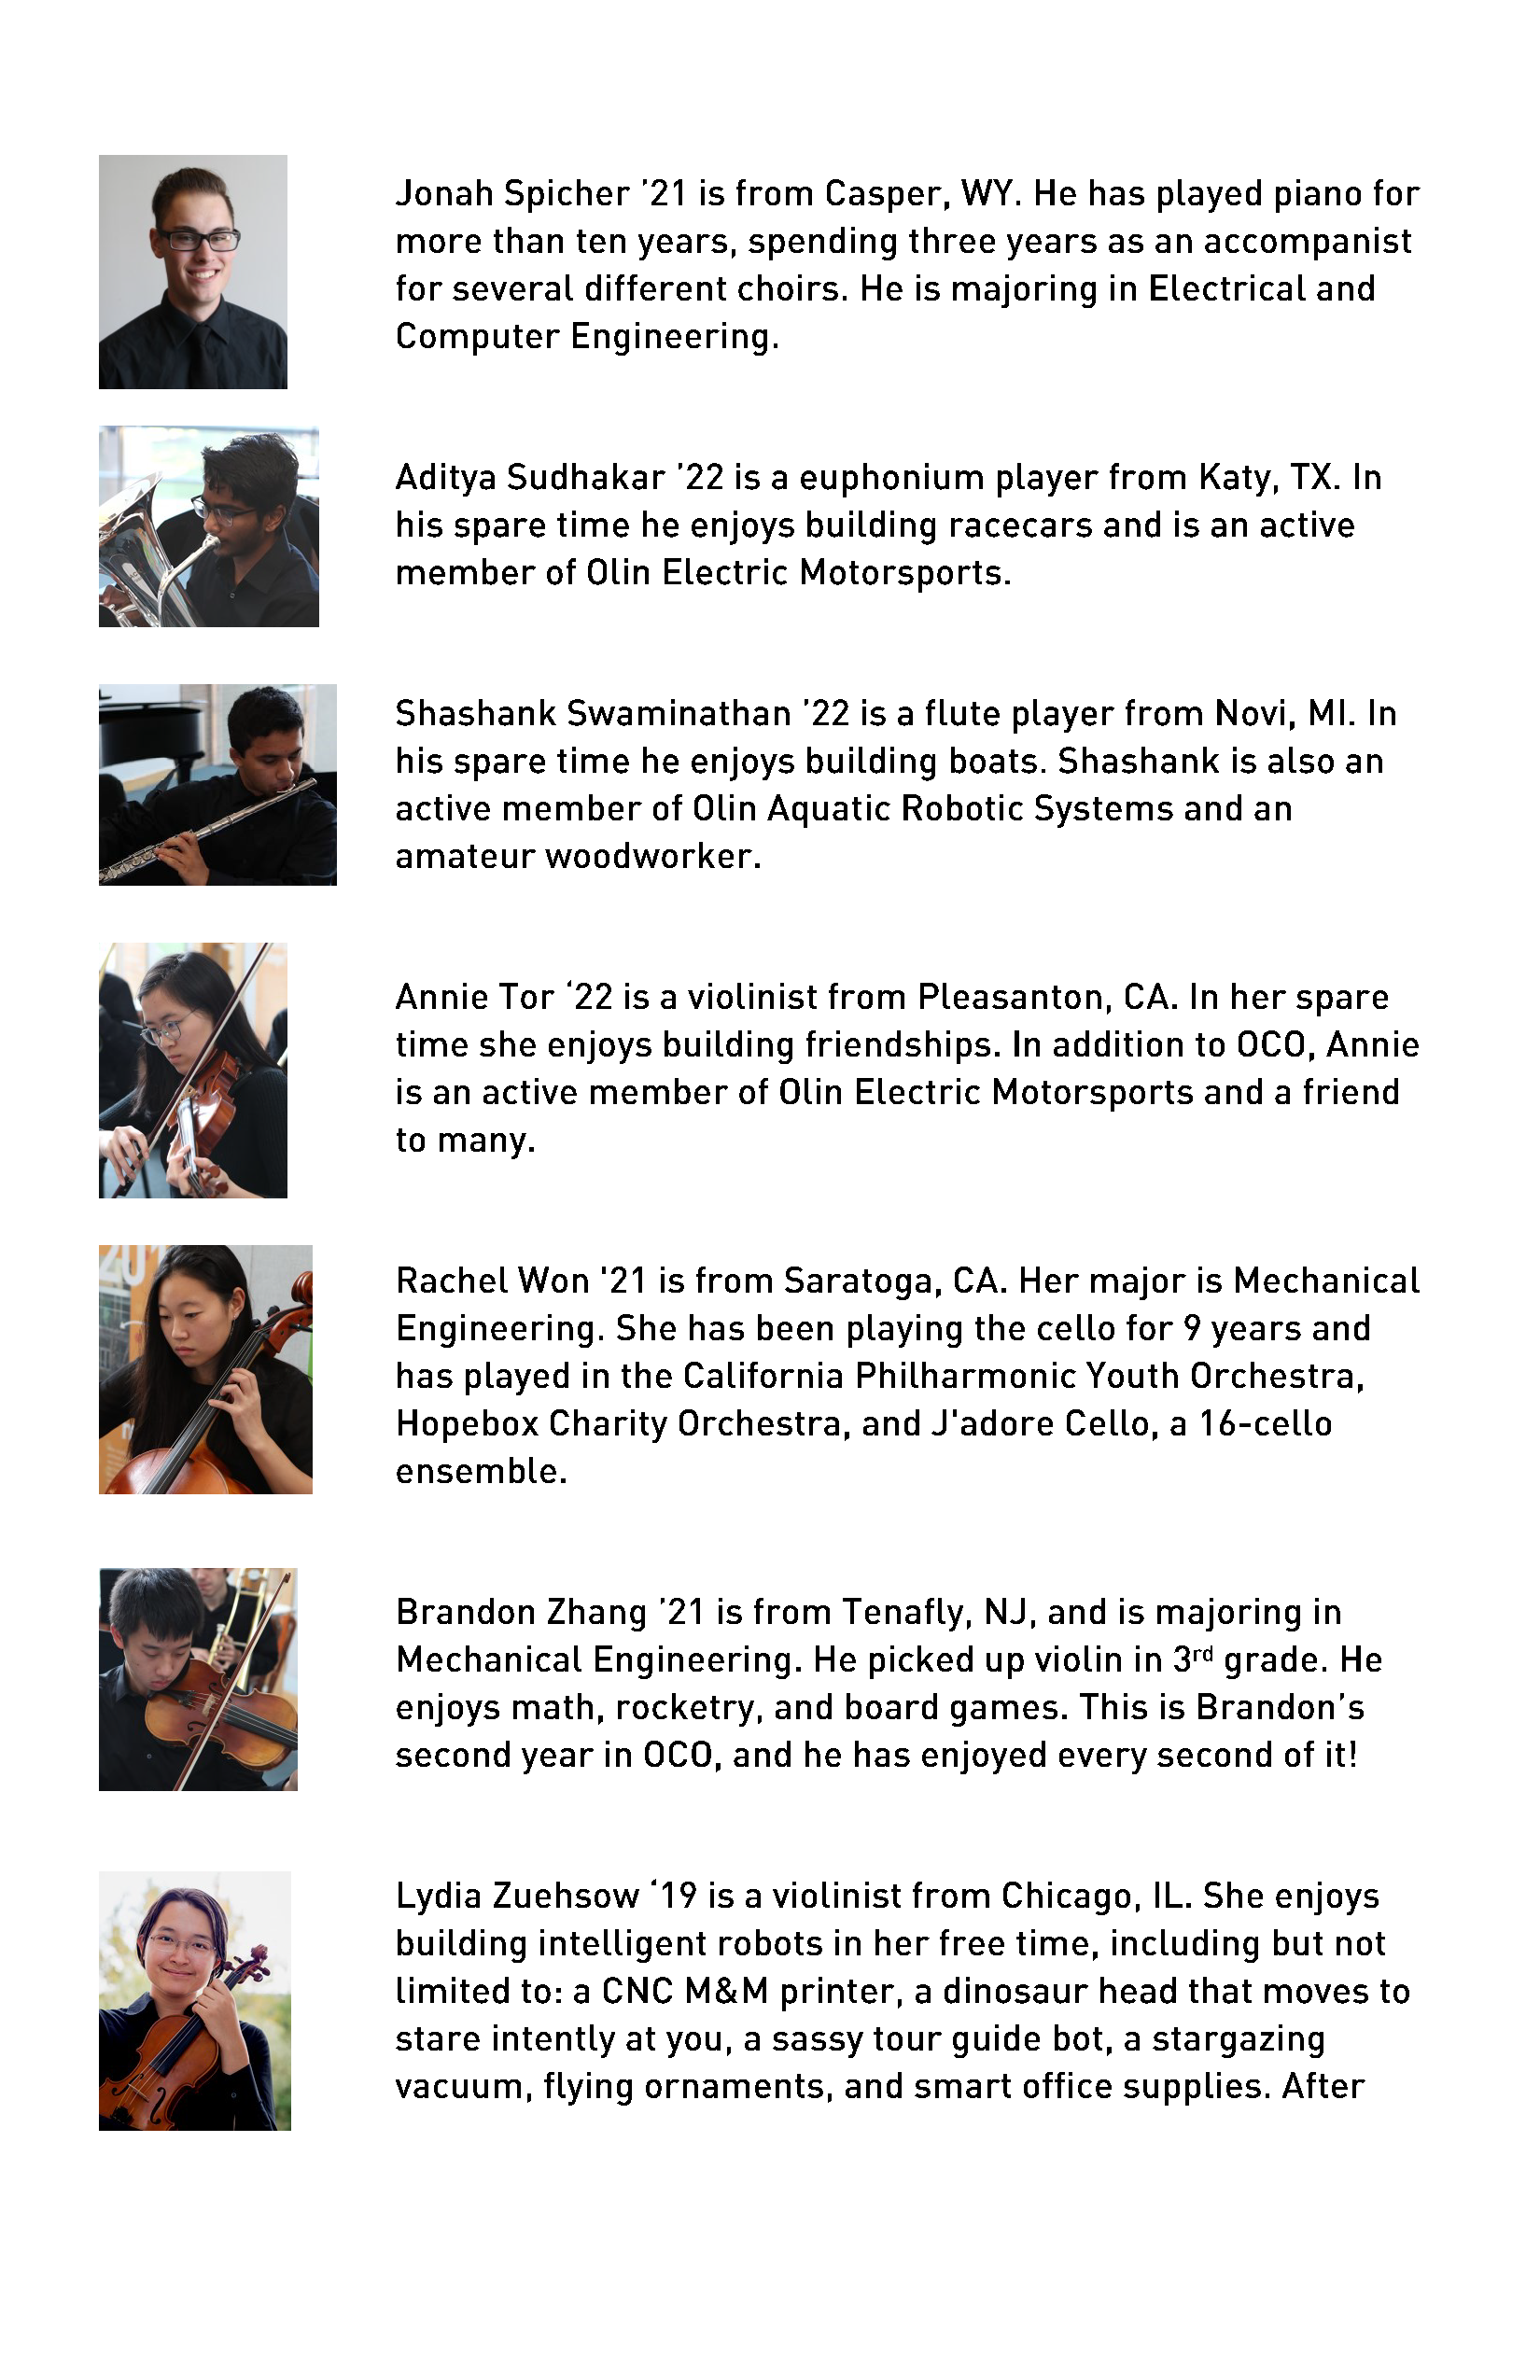 Jonah Spicher ’21 is from Casper, WY. He has played piano for
more than ten years, spending three years as an accompanist
for several different choirs. He is majoring in Electrical and
Computer Engineering.
Aditya Sudhakar ’22 is a euphonium player from Katy, TX. In
his spare time he enjoys building racecars and is an active
member of Olin Electric Motorsports.
Shashank Swaminathan ’22 is a flute player from Novi, MI. In
his spare time he enjoys building boats. Shashank is also an
active member of Olin Aquatic Robotic Systems and an
amateur woodworker.
Annie Tor ‘22 is a violinist from Pleasanton, CA. In her spare
time she enjoys building friendships. In addition to OCO, Annie
is an active member of Olin Electric Motorsports and a friend
to many.
Rachel Won '21 is from Saratoga, CA. Her major is Mechanical
Engineering. She has been playing the cello for 9 years and
has played in the California Philharmonic Youth Orchestra,
Hopebox Charity Orchestra, and J'adore Cello, a 16-cello
ensemble.
Brandon Zhang ’21 is from Tenafly, NJ, and is majoring in
Mechanical Engineering. He picked up violin in 3rd grade. He
enjoys math, rocketry, and board games. This is Brandon’s
second year in OCO, and he has enjoyed every second of it!
Lydia Zuehsow ‘19 is a violinist from Chicago, IL. She enjoys
building intelligent robots in her free time, including but not
limited to: a CNC M&M printer, a dinosaur head that moves to
stare intently at you, a sassy tour guide bot, a stargazing
vacuum, flying ornaments, and smart office supplies. After